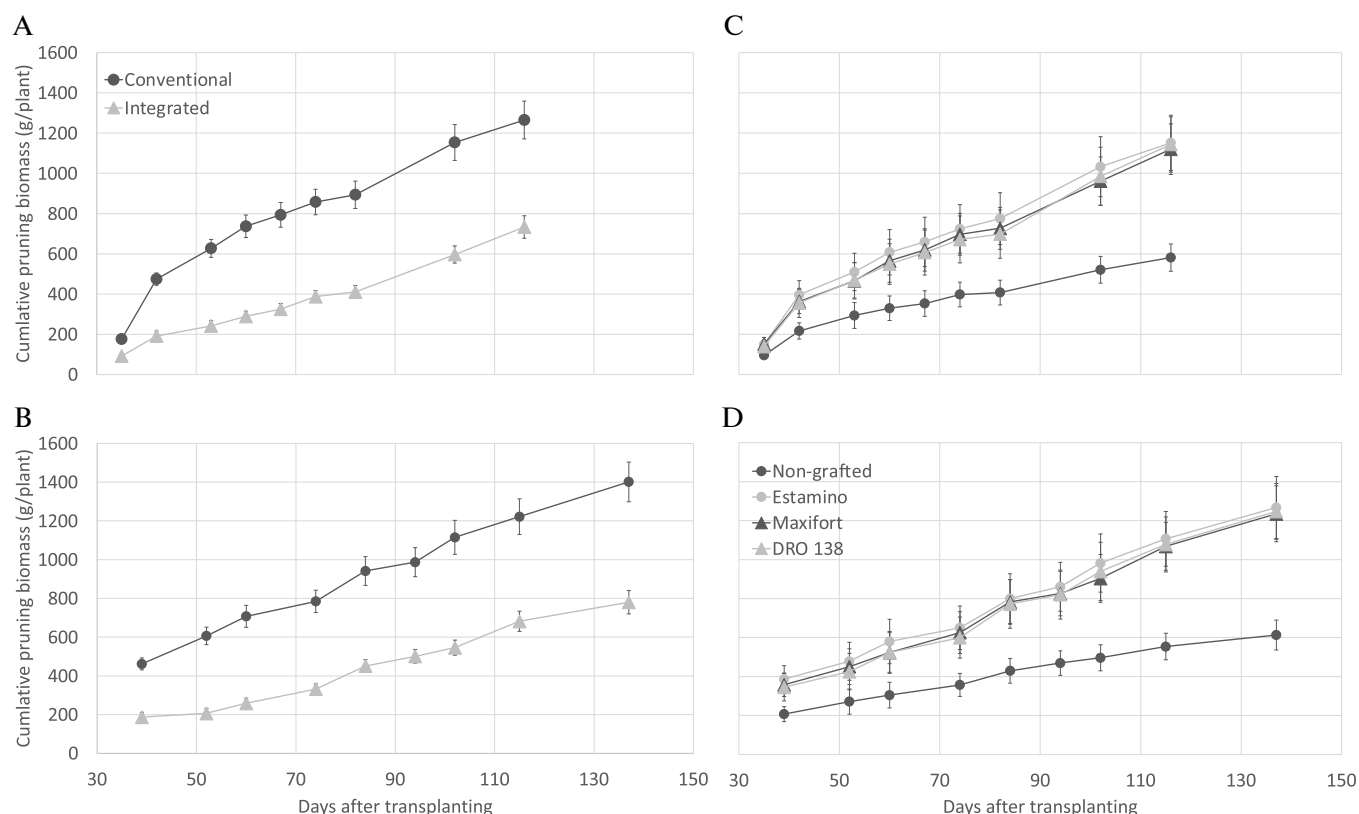 A
C
Cumlative pruning biomass (g/plant)
1600
1400
1200
1000
800
600
400
200
0
Conventional
Integrated
B
D
Cumlative pruning biomass (g/plant)
1600
1400
1200
1000
800
600
400
200
0
Non-grafted
Estamino
Maxifort
DRO 138
30 50 70 90 110 130 150
30 50 70 90 110 130 150
Days after transplanting
Days after transplanting